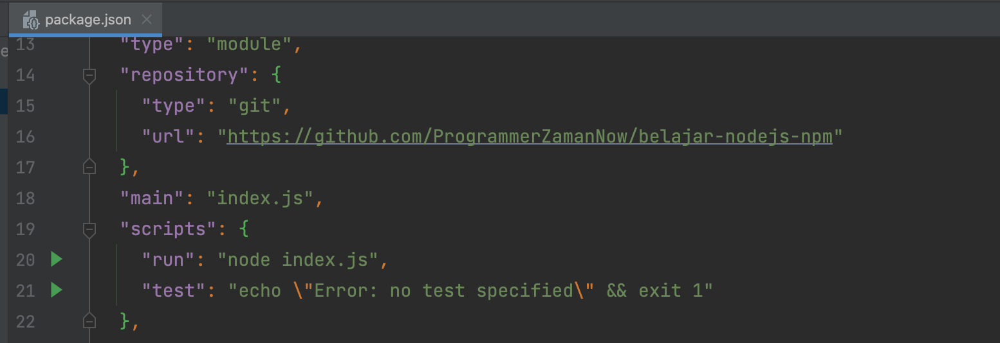 package.json
13 "type": "module",
14 "repository": {
15 "type": "git",
16 "url": "https://github.com/ProgrammerZamanNow/belajar-nodejs-npm"
17 },
18 "main": "index.js",
19 "scripts": {
20 "run": "node index.js",
21 "test": "echo \"Error: no test specified\" && exit 1"
22 },